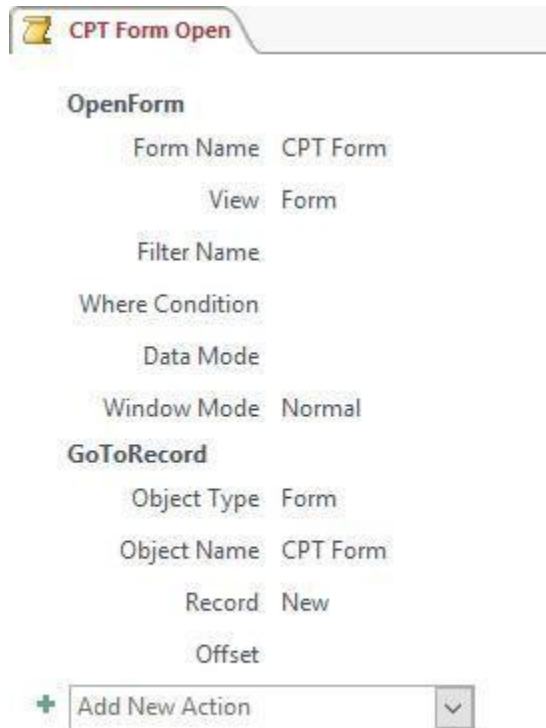 CPT Form Open
OpenForm
Form Name CPT Form
View Form
Filter Name
Where Condition
Data Mode
Window Mode Normal
GoToRecord
Object Type Form
Object Name CPT Form
Record New
Offset
Add New Action